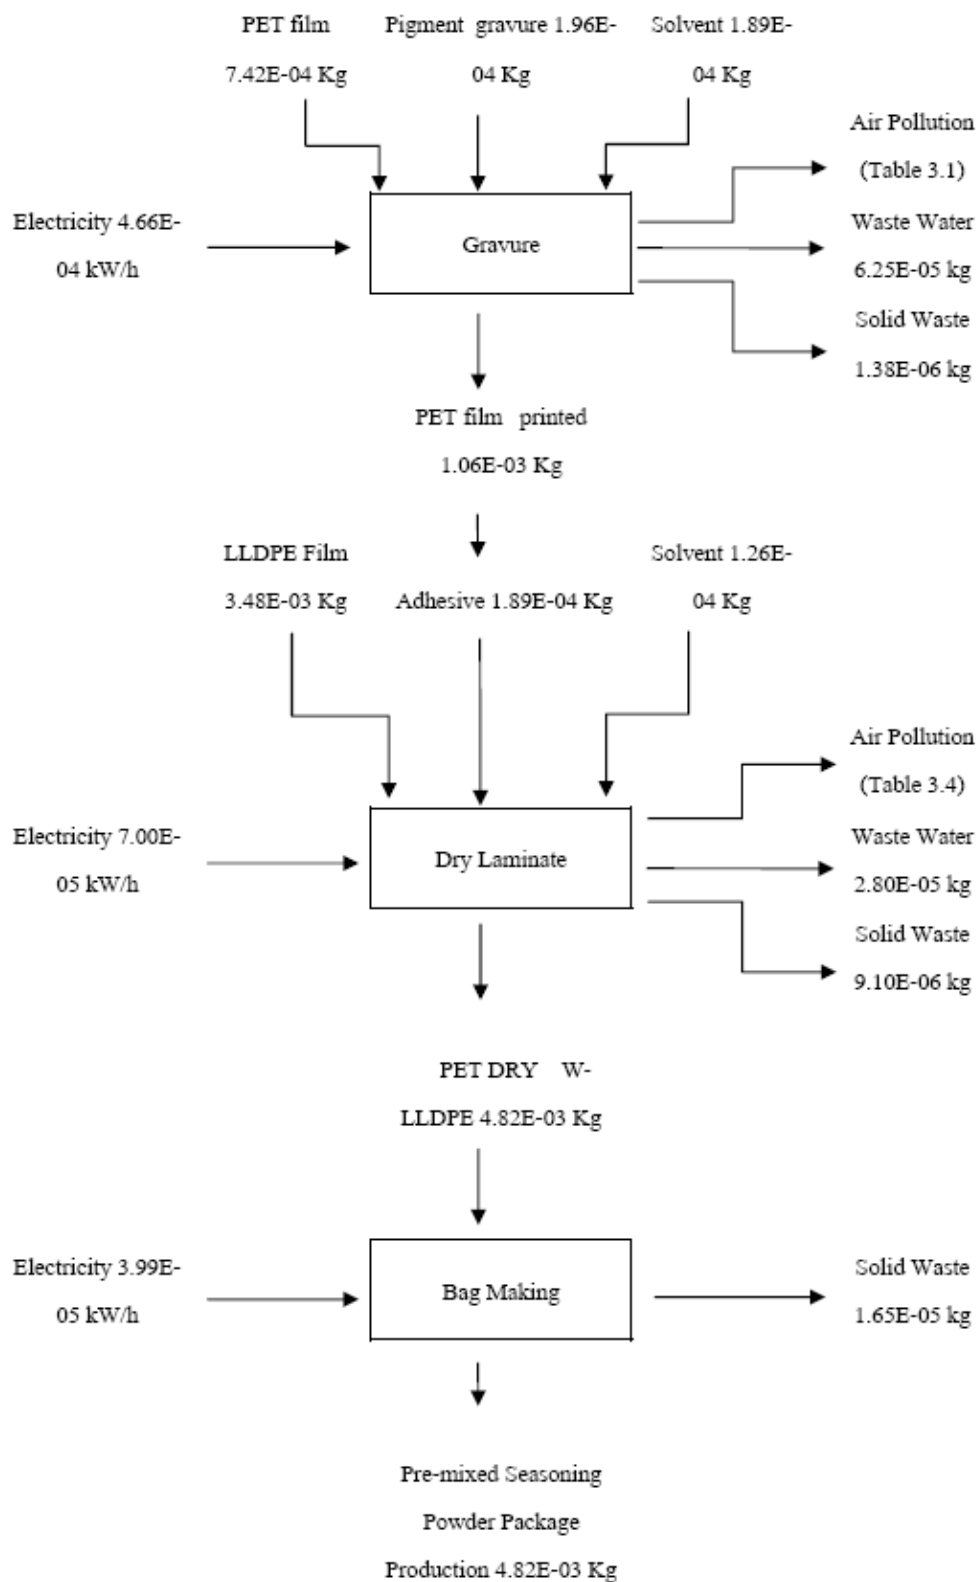 PET film
7.42E-04 Kg
Pigment gravure 1.96E-
04 Kg
Solvent 1.89E-
04 Kg
Air Pollution
(Table 3.1)
Electricity 4.66E-
04 kW/h
Gravure
Waste Water
6.25E-05 kg
Solid Waste
1.38E-06 kg
PET film printed
1.06E-03 Kg
LLDPE Film
3.48E-03 Kg
Adhesive 1.89E-04 Kg
Solvent 1.26E-
04 Kg
Air Pollution
(Table 3.4)
Electricity 7.00E-
05 kW/h
Dry Laminate
Waste Water
2.80E-05 kg
Solid Waste
9.10E-06 kg
PET DRY W-
LLDPE 4.82E-03 Kg
Electricity 3.99E-
05 kW/h
Bag Making
Solid Waste
1.65E-05 kg
Pre-mixed Seasoning
Powder Package
Production 4.82E-03 Kg